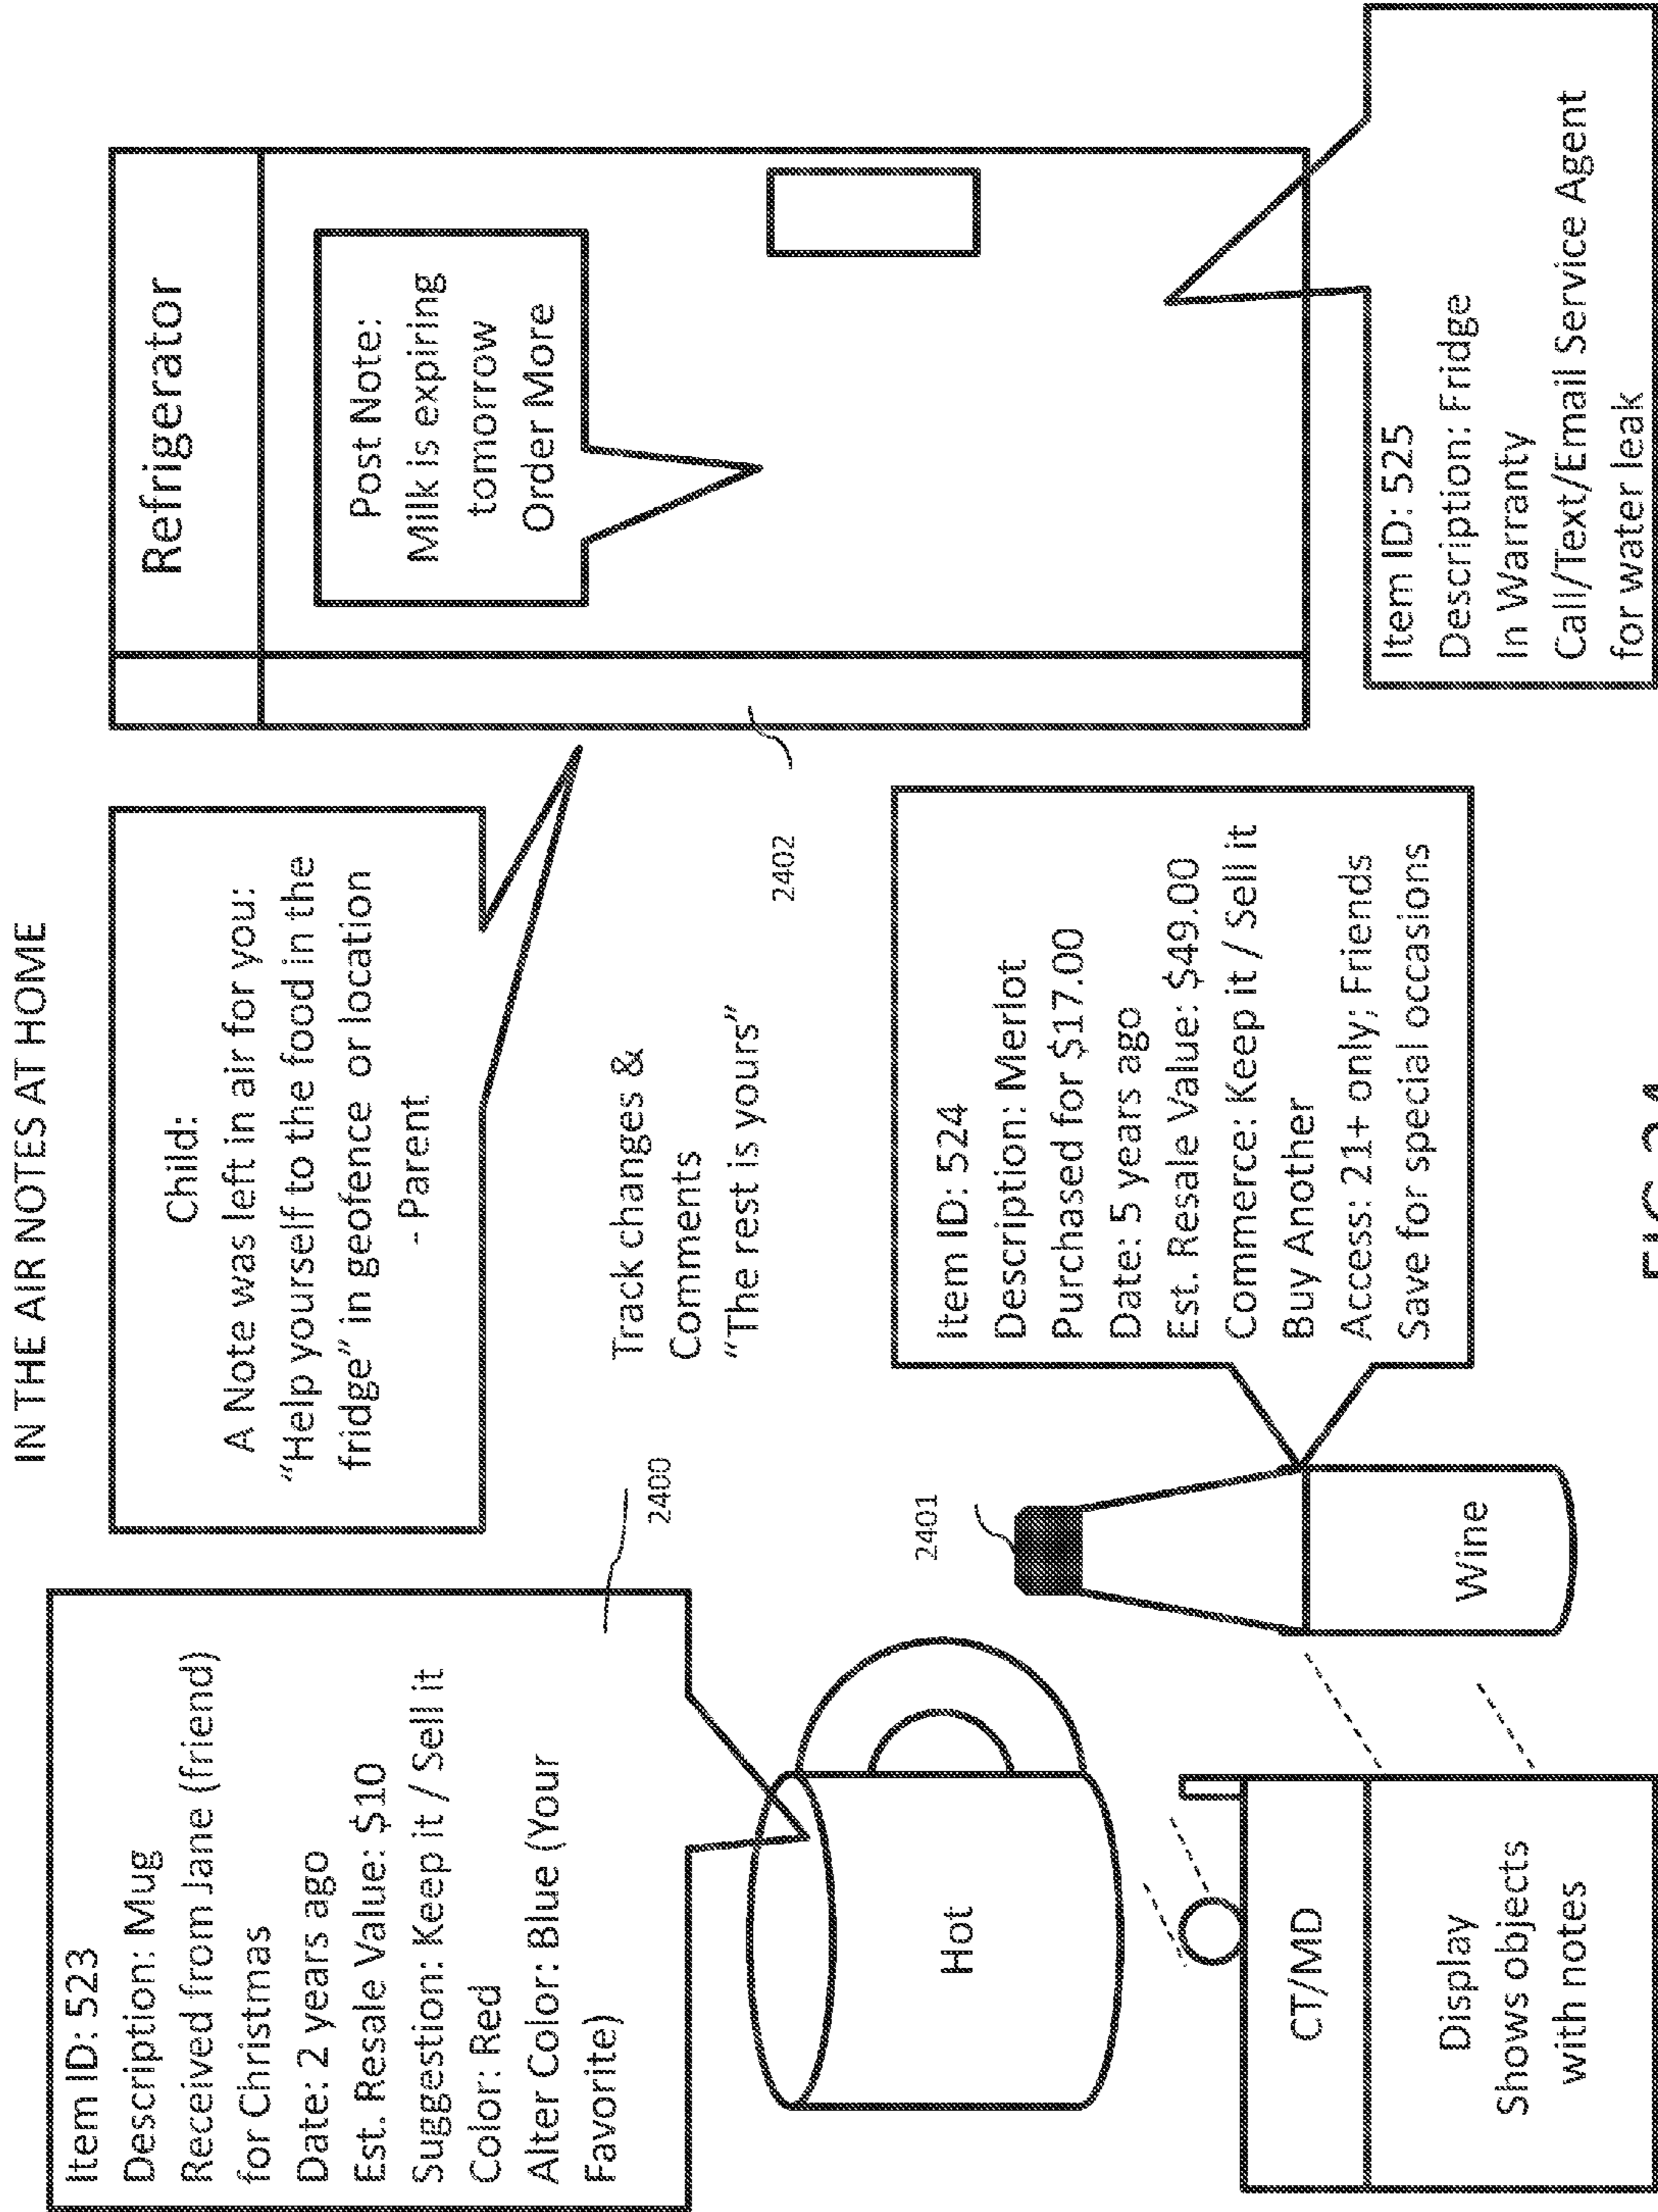 IN THE AIR NOTES AT HOME
Item ID: 523
Description: Mug
Received from Jane (friend)
for Christmas
Date: 2 years ago
Est. Resale Value: $10
Suggestion: Keep it / Sell it
Color: Red
Alter Color: Blue (Your
Favorite)
2400
Child:
A Note was left in air for you:
“Help yourself to the food in the
fridge” in geofence or location
- Parent
Track changes &
Comments
“The rest is yours”
2402
Refrigerator
Post Note:
Milk is expiring
tomorrow
Order More
Hot
2401
Wine
Item ID: 524
Description: Merlot
Purchased for $17.00
Date: 5 years ago
Est. Resale Value: $49.00
Commerce: Keep it / Sell it
Buy Another
Access: 21+ only; Friends
Save for special occasions
Item ID: 525
Description: Fridge
In Warranty
Call/Text/Email Service Agent
for water leak
CT/MD
Display
Shows objects
with notes